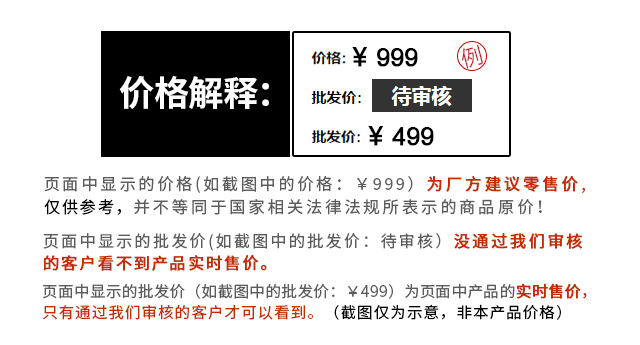 价格解释：
价格：￥ 999
例
批发价： 待审核
批发价：￥ 499
页面中显示的价格(如截图中的价格：￥999）为厂方建议零售价，
仅供参考，并不等同于国家相关法律法规所表示的商品原价！
页面中显示的批发价(如截图中的批发价：待审核）没通过我们审核
的客户看不到产品实时售价。
页面中显示的批发价（如截图中的批发价：￥499）为页面中产品的实时售价，
只有通过我们审核的客户才可以看到。（截图仅为示意，非本产品价格）